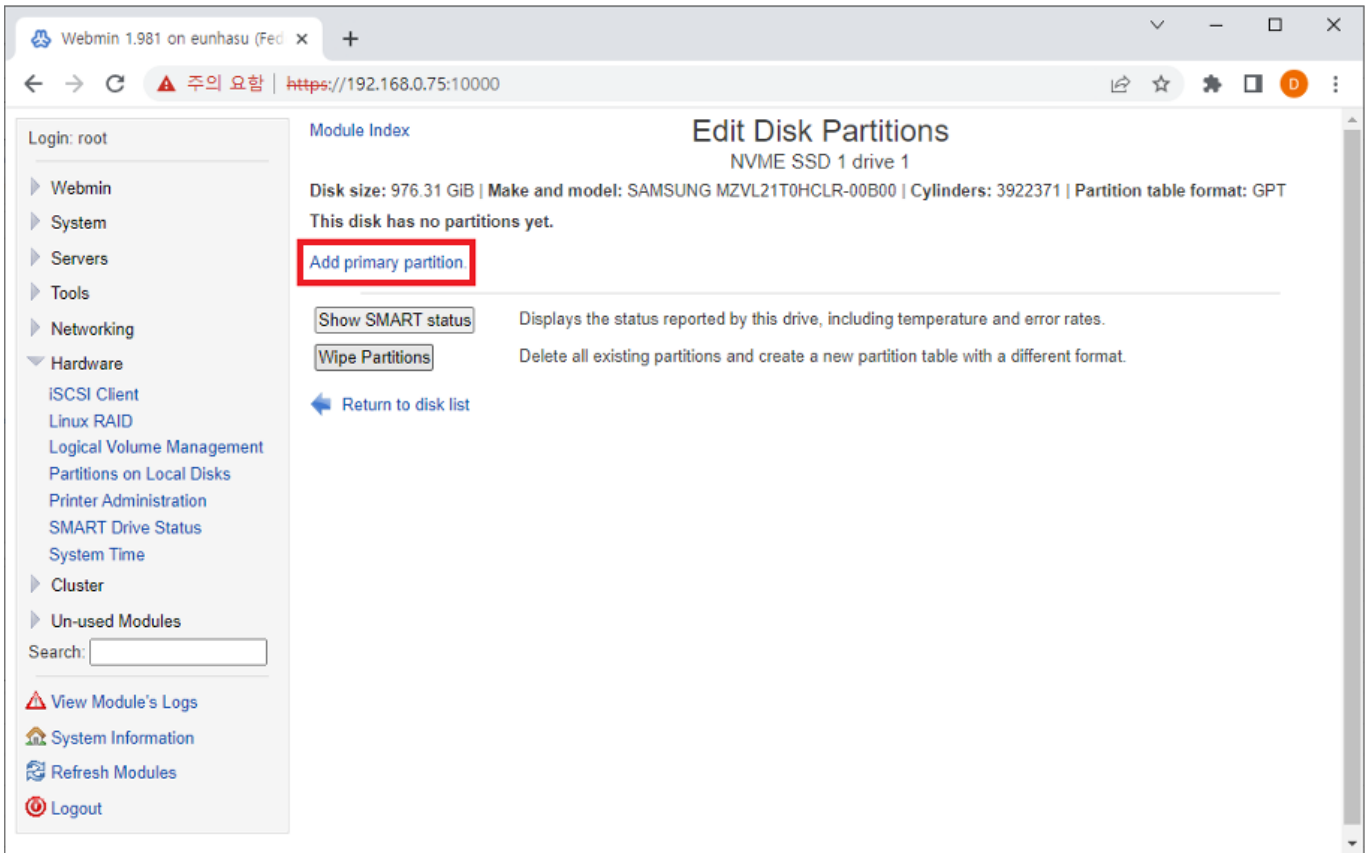 Webmin 1.981 on eunhasu (Fed
주의 요함 | https://192.168.0.75:10000
D
Login: root
Webmin
System
Servers
Tools
Networking
Hardware
iSCSI Client
Linux RAID
Logical Volume Management
Partitions on Local Disks
Printer Administration
SMART Drive Status
System Time
Cluster
Un-used Modules
Search:
View Module's Logs
System Information
Refresh Modules
Logout
Module Index
Edit Disk Partitions
NVME SSD 1 drive 1
Disk size: 976.31 GiB | Make and model: SAMSUNG MZVL21T0HCLR-00B00 | Cylinders: 3922371 | Partition table format: GPT
This disk has no partitions yet.
Add primary partition.
Show SMART status Displays the status reported by this drive, including temperature and error rates.
Wipe Partitions Delete all existing partitions and create a new partition table with a different format.
Return to disk list